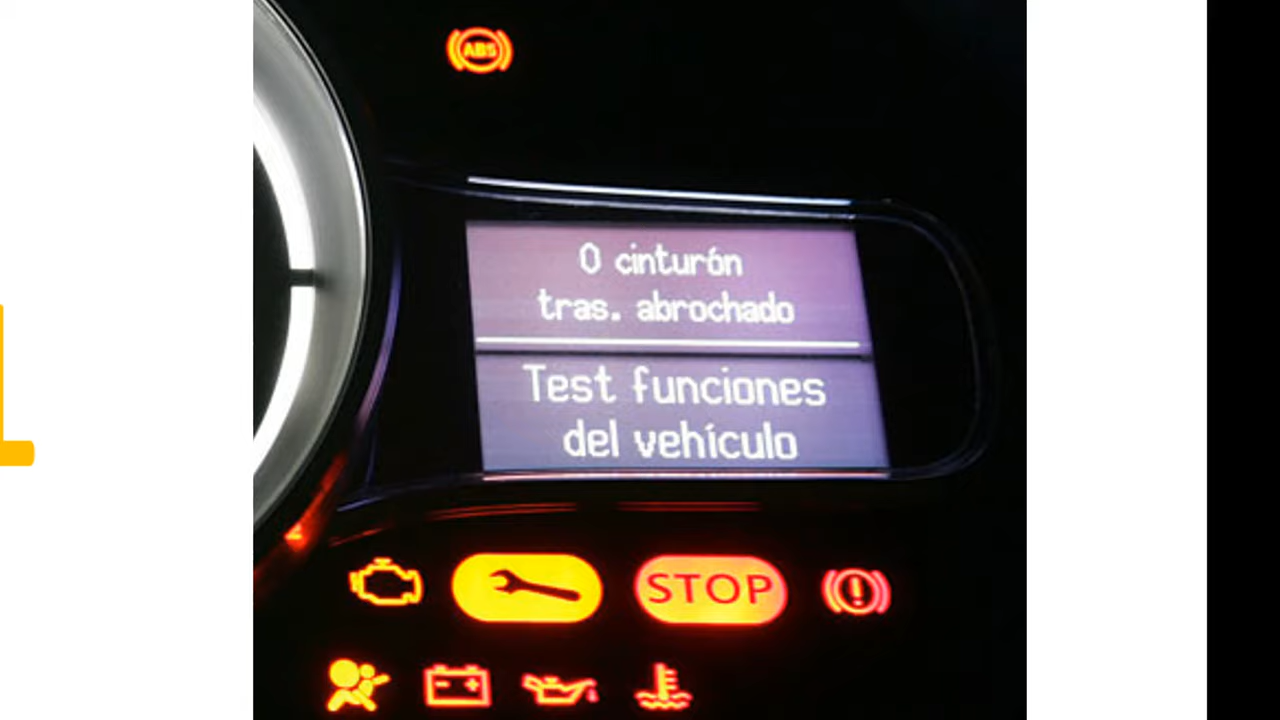 ABS
0 cinturón
tras. abrochado
Test funciones
del vehículo
STOP